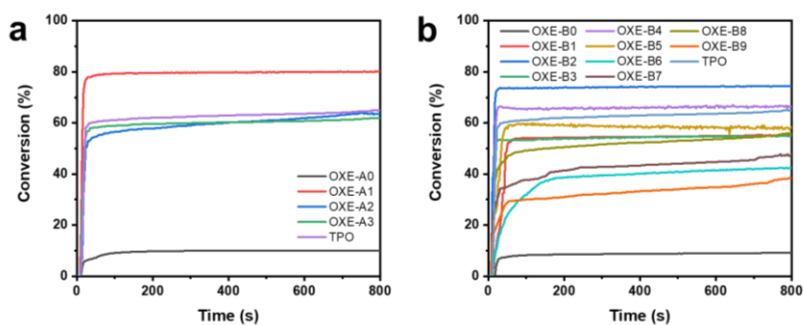 a
100
80
60
40
20
0
Conversion (%)
OXE-A0
OXE-A1
OXE-A2
OXE-A3
TPO
0 200 400 600 800
Time (s)
b
100
80
60
40
20
0
Conversion (%)
OXE-B0 OXE-B4 OXE-B8
OXE-B1 OXE-B5 OXE-B9
OXE-B2 OXE-B6 TPO
OXE-B3 OXE-B7
0 200 400 600 800
Time (s)